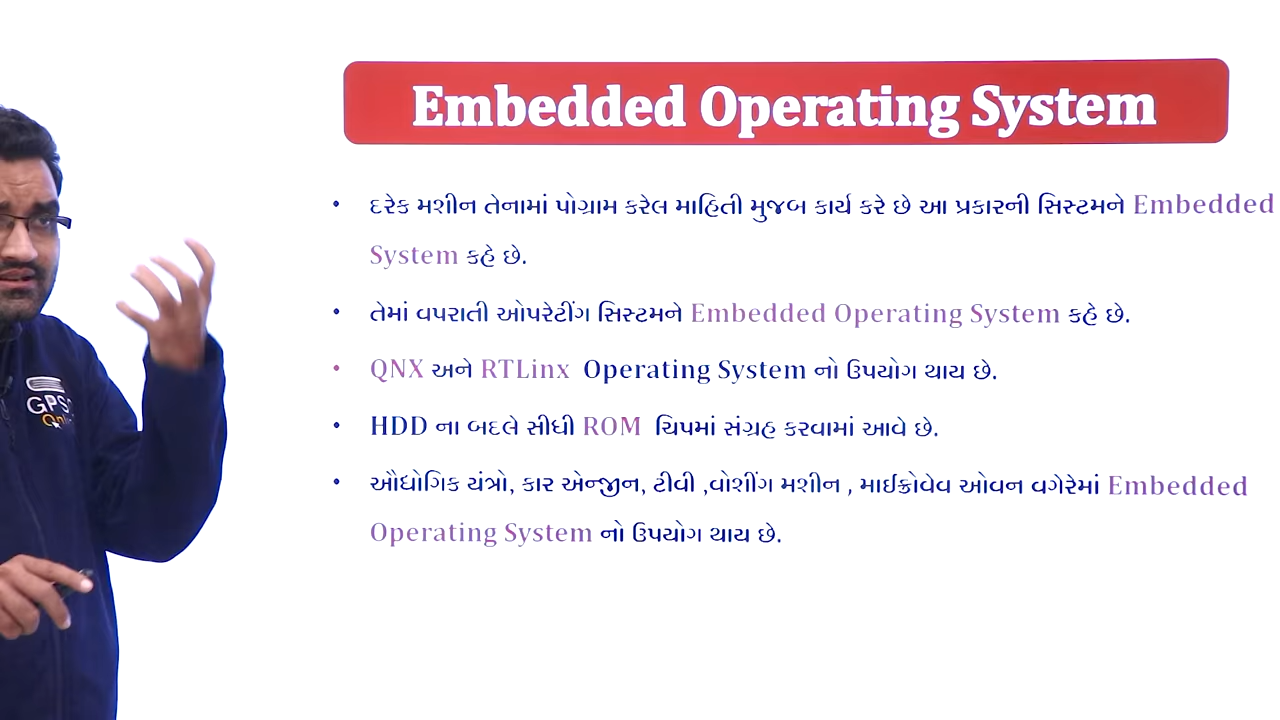 Embedded Operating System
• દરેક મશીન તેનામાં પોગ્રામ કરેલ માહિતી મુજબ કાર્ય કરે છે આ પ્રકારની સિસ્ટમને Embedded
System કહે છે.
• તેમાં વપરાતી ઓપરેટીંગ સિસ્ટમને Embedded Operating System કહે છે.
• QNX અને RTLinx Operating System નો ઉપયોગ થાય છે.
• HDD ના બદલે સીધી ROM ચિપમાં સંગ્રહ કરવામાં આવે છે.
• ઔધોગિક યંત્રો, કાર એન્જીન, ટીવી ,વોશીંગ મશીન , માઈક્રોવેવ ઓવન વગેરેમાં Embedded
Operating System નો ઉપયોગ થાય છે.
GPSC